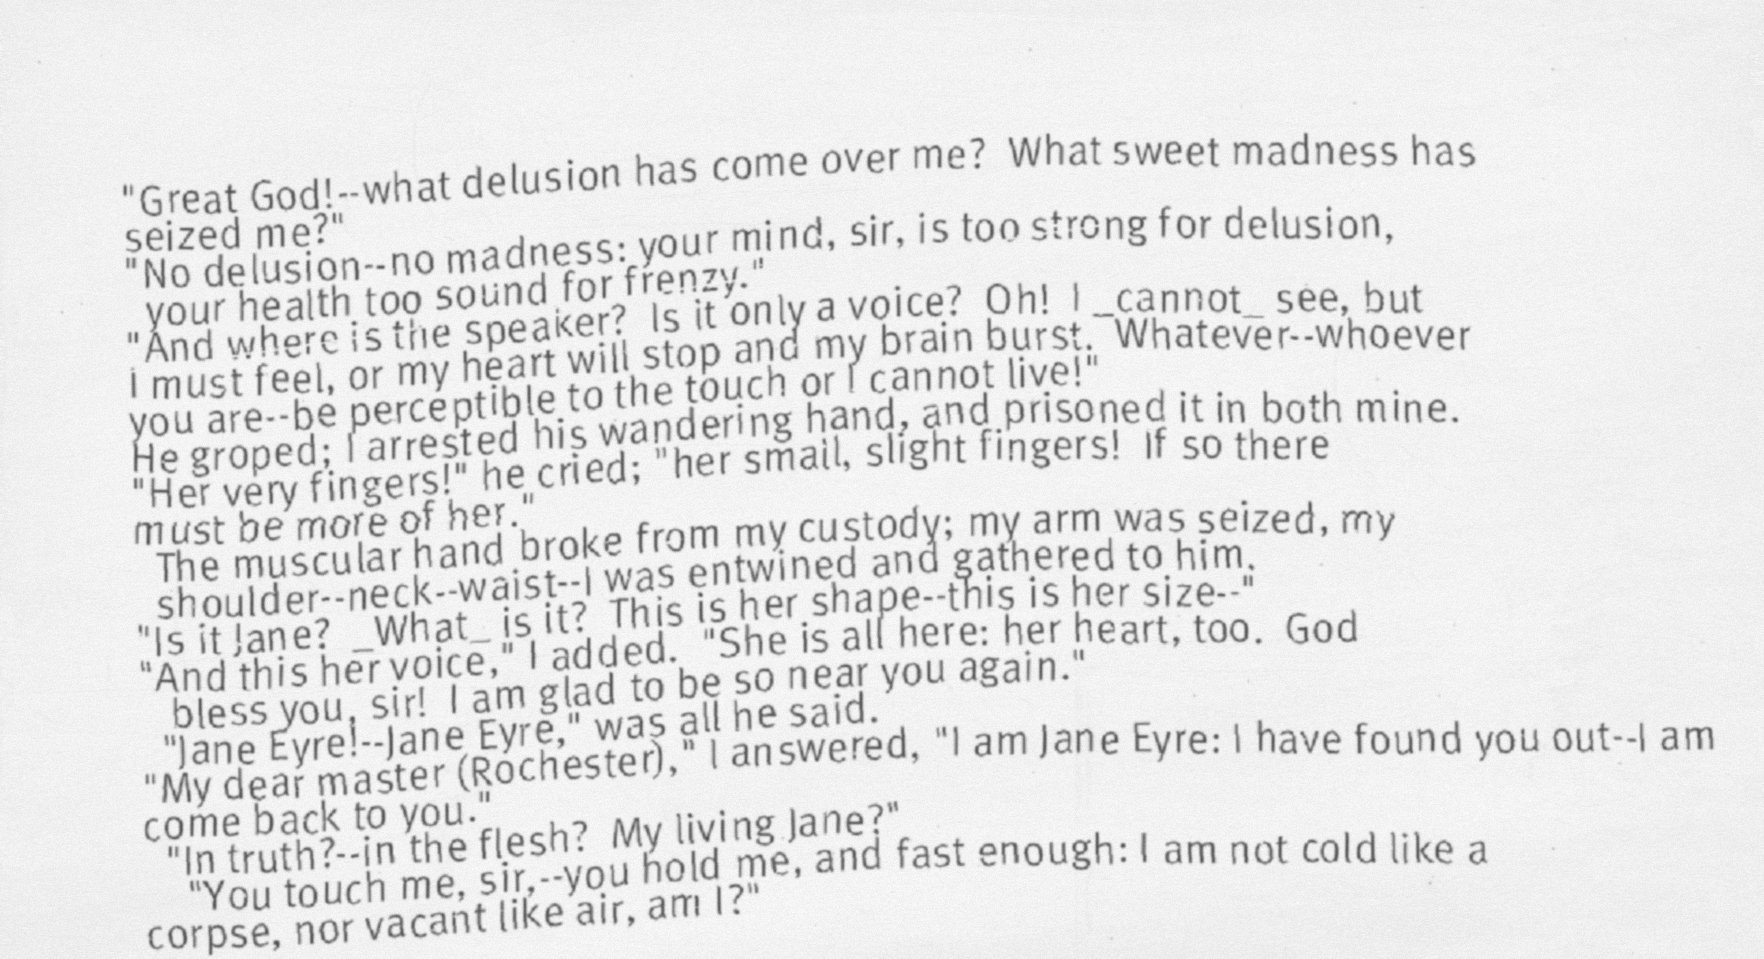 "Great God!--what delusion has come over me?  What sweet madness has
seized me?"
"No delusion--no madness: your mind, sir, is too strong for delusion,
your health too sound for frenzy."
"And where is the speaker?  Is it only a voice?  Oh!  I _cannot_ see, but
I must feel, or my heart will stop and my brain burst.  Whatever--whoever
you are--be perceptible to the touch or I cannot live!"
He groped; I arrested his wandering hand, and prisoned it in both mine.
"Her very fingers!" he cried; "her small, slight fingers!  If so there
must be more of her."
The muscular hand broke from my custody; my arm was seized, my
shoulder--neck--waist--I was entwined and gathered to him.
"Is it Jane?  _What_ is it?  This is her shape--this is her size--"
"And this her voice," I added.  "She is all here: her heart, too.  God
bless you, sir!  I am glad to be so near you again."
"Jane Eyre!--Jane Eyre," was all he said.
"My dear master (Rochester)," I answered, "I am Jane Eyre: I have found you out--I am
come back to you."
"In truth?--in the flesh?  My living Jane?"
"You touch me, sir,--you hold me, and fast enough: I am not cold like a
corpse, nor vacant like air, am I?"